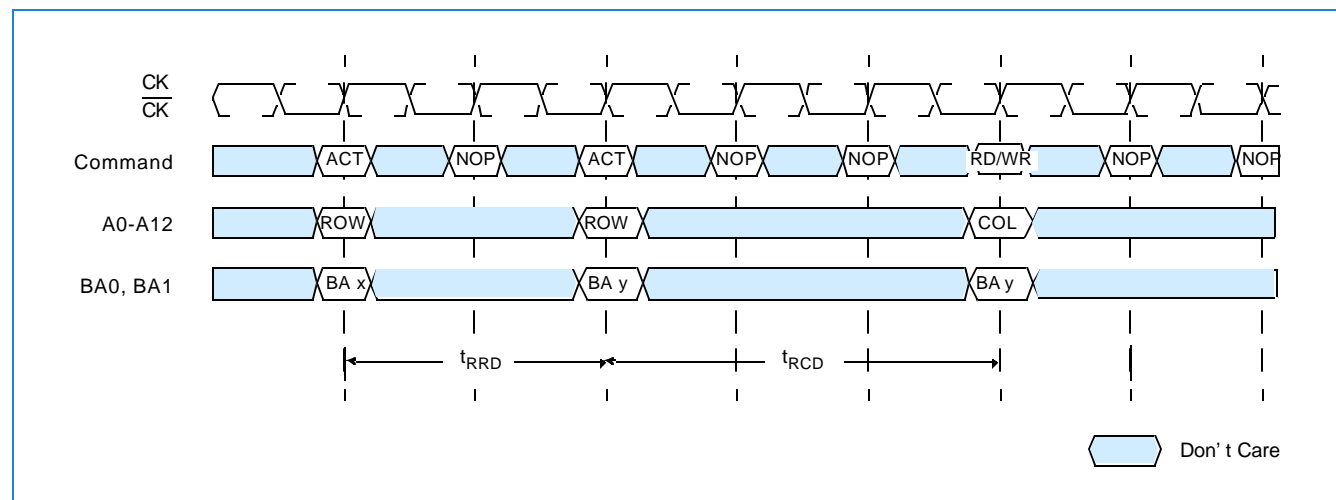 CK
CK
Command ACT NOP ACT NOP NOP RD/WR NOP NOP
A0-A12 ROW ROW COL
BA0, BA1 BA x BA y BA y
tRRD tRCD
Don' t Care